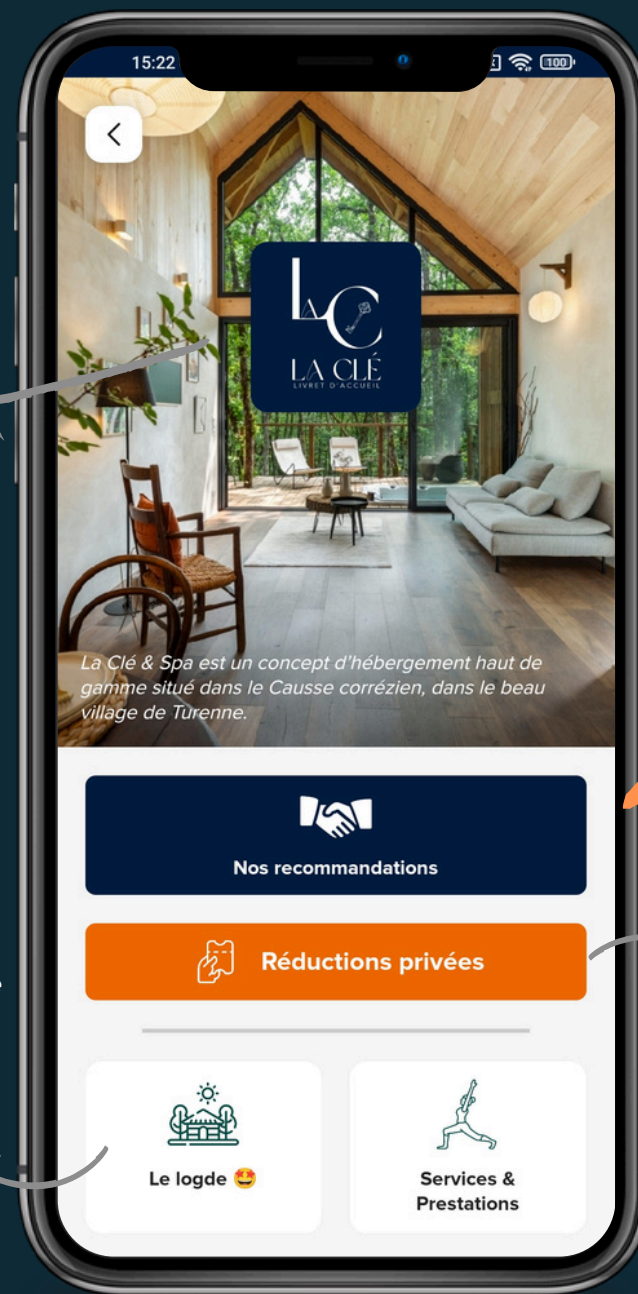 15:22
100
LA C
LA CLÉ
LIVRET D'ACCUEIL
La Clé & Spa est un concept d'hébergement haut de
gamme situé dans le Causse corrézien, dans le beau
village de Turenne.
Nos recommandations
Réductions privées
Le logde 🤩
Services &
Prestations